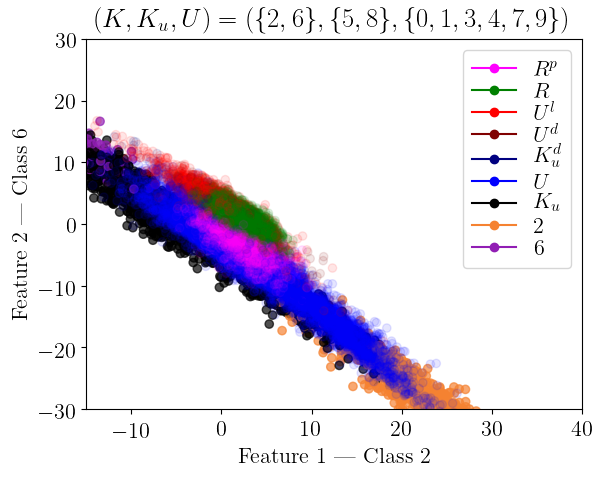 (K, K_u, U) = ({2, 6}, {5, 8}, {0, 1, 3, 4, 7, 9})
30
20
10
0
−10
−20
−30
Feature 2 — Class 6
R^p
R
U^l
U^d
K_u^d
U
K_u
2
6
−10
0
10
20
30
40
Feature 1 — Class 2